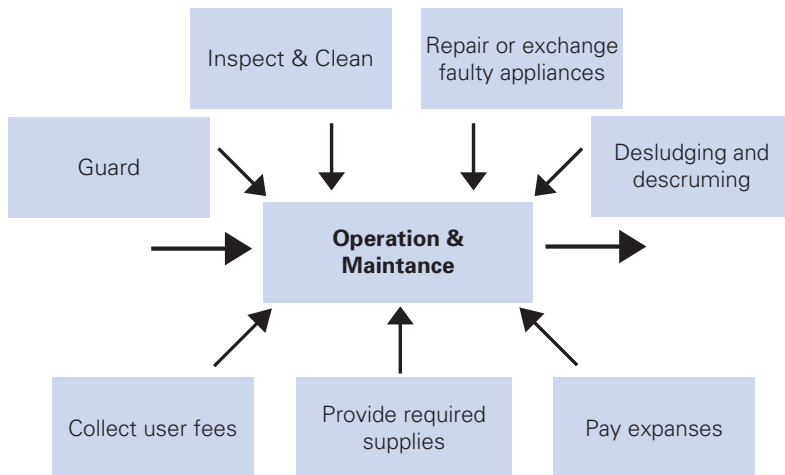 Inspect & Clean
Repair or exchange
faulty appliances
Guard
Desludging and
descruming
Operation &
Maintance
Collect user fees
Provide required
supplies
Pay expanses